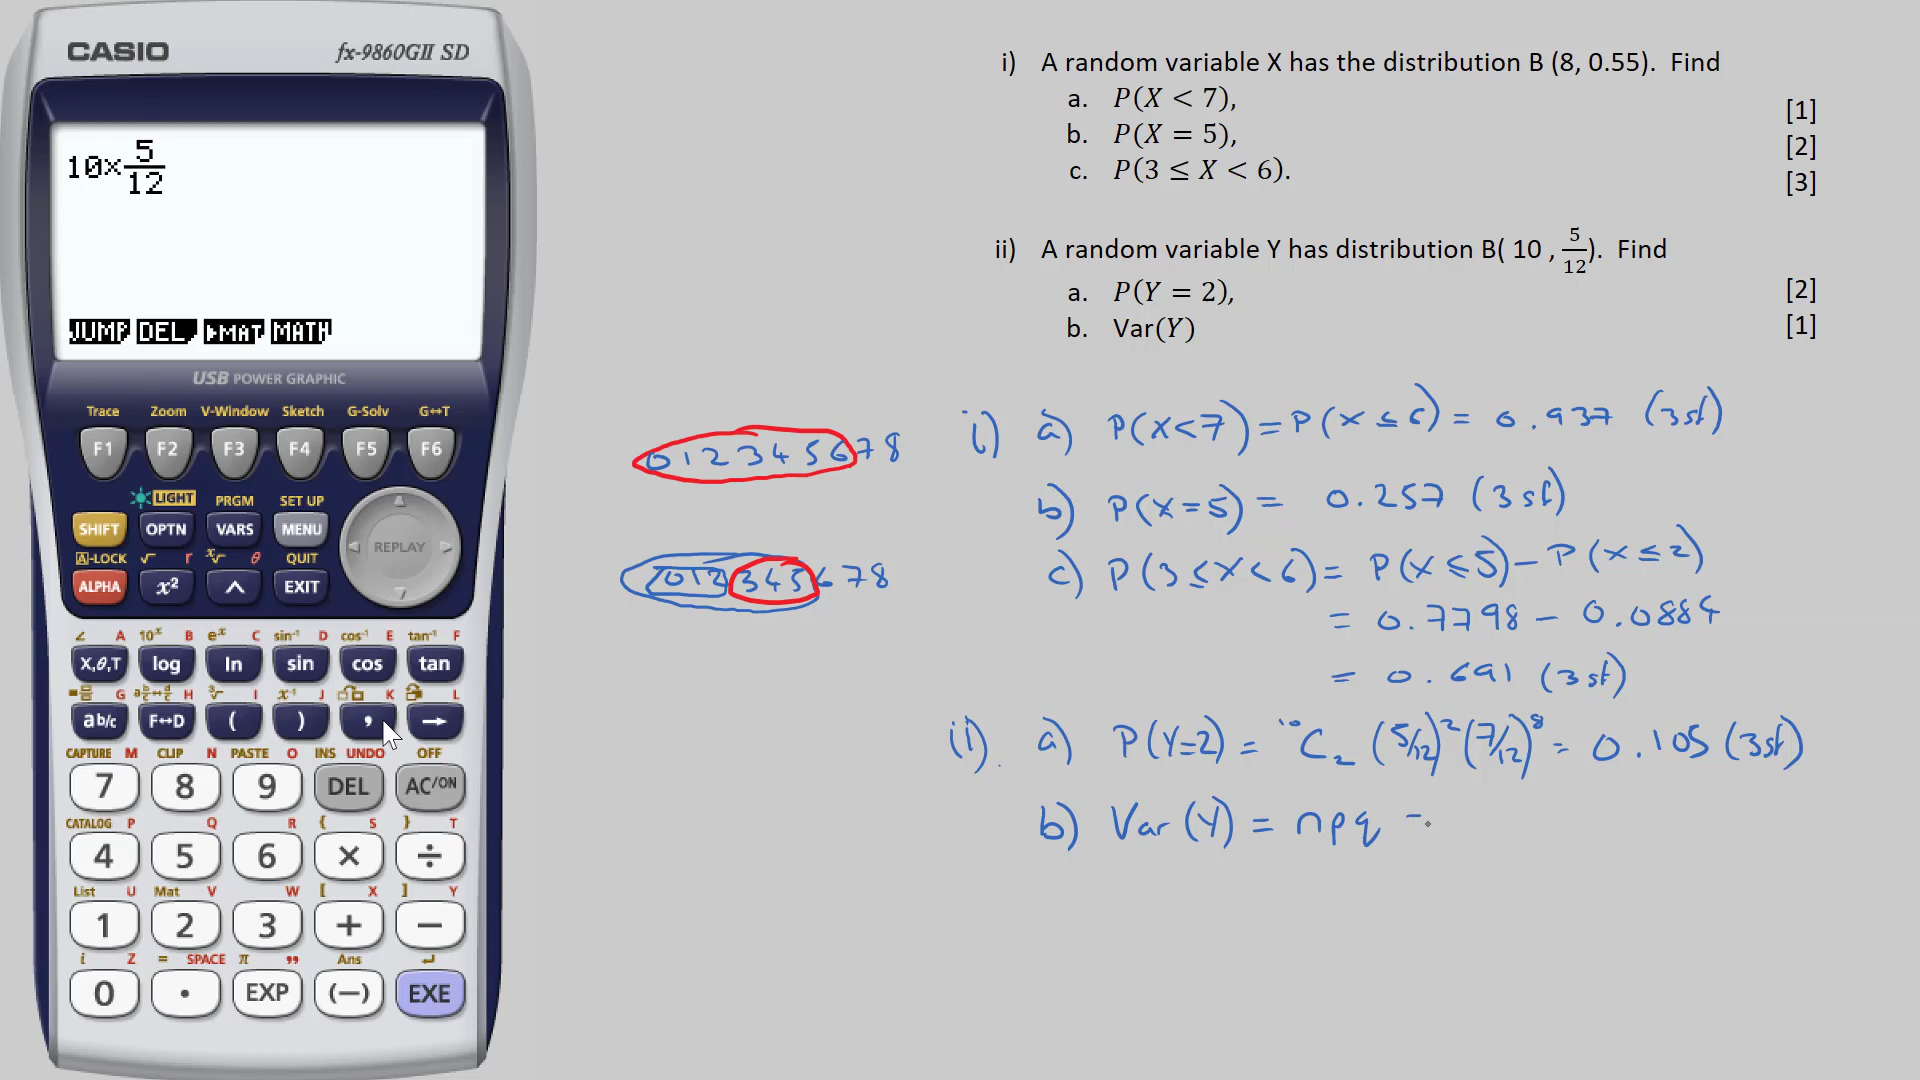 CASIO fx-9860GII SD
10×5/12
JUMP DEL ▶MAT MATH
USB POWER GRAPHIC
Trace Zoom V-Window Sketch G-Solv G↔T
F1 F2 F3 F4 F5 F6
LIGHT PRGM SET UP
SHIFT OPTN VARS MENU
A-LOCK √ r ˣ√ θ QUIT
REPLAY
ALPHA x² ^ EXIT
∠ A 10ˣ B eˣ C sin⁻¹ D cos⁻¹ E tan⁻¹ F
X,θ,T log ln sin cos tan
G H ³√ I x⁻¹ J K L
ab/c F↔D ( ) , →
CAPTURE M CLIP N PASTE O INS UNDO OFF
7 8 9 DEL AC/ON
CATALOG P Q R { S } T
4 5 6 × ÷
List U Mat V W [ X ] Y
1 2 3 + −
i Z = SPACE π " Ans ↵
0 . EXP (−) EXE
i) A random variable X has the distribution B (8, 0.55). Find
a. P(X < 7), [1]
b. P(X = 5), [2]
c. P(3 ≤ X < 6). [3]
ii) A random variable Y has distribution B( 10 , 5/12). Find
a. P(Y = 2), [2]
b. Var(Y) [1]
0 1 2 3 4 5 6 7 8
0 1 2 3 4 5 6 7 8
i) a) P(X<7) = P(X ≤ 6) = 0.937 (3sf)
b) P(X=5) = 0.257 (3sf)
c) P(3 ≤ X < 6) = P(X ≤ 5) − P(X ≤ 2)
= 0.7798 − 0.0884
= 0.691 (3sf)
ii). a) P(Y=2) = ¹⁰C₂ (5/12)² (7/12)⁸ = 0.105 (3sf)
b) Var(Y) = npq =